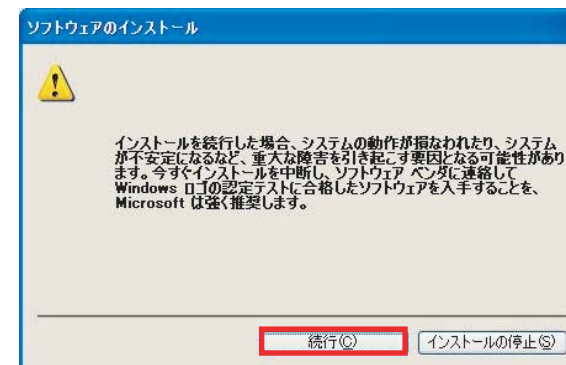 ソフトウェアのインストール
インストールを続行した場合、システムの動作が損なわれたり、システム
が不安定になるなど、重大な障害を引き起こす要因となる可能性があり
ます。今すぐインストールを中断し、ソフトウェア ベンダに連絡して
Windows ロゴの認定テストに合格したソフトウェアを入手することを、
Microsoft は強く推奨します。
続行(C) インストールの停止(S)